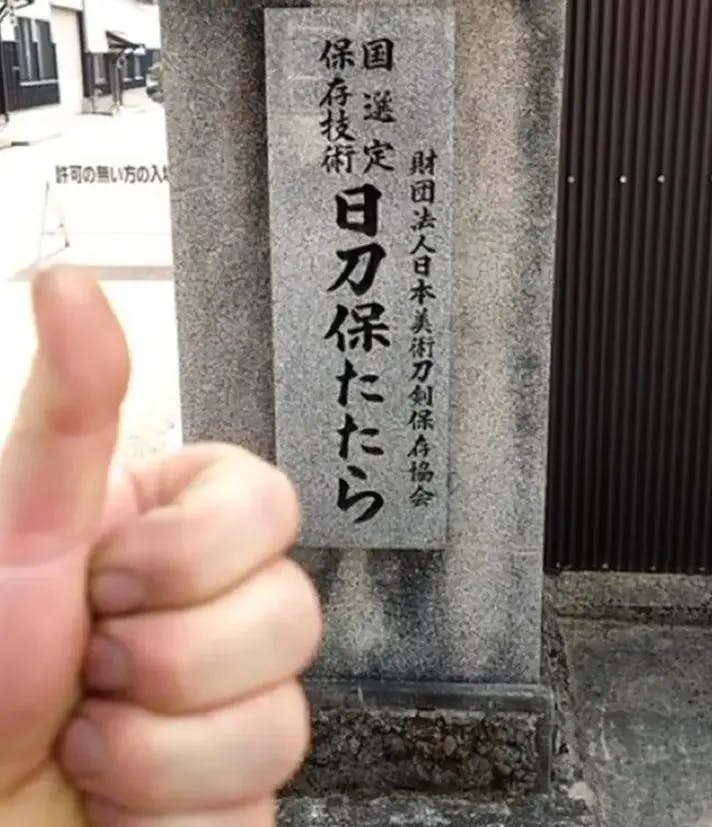 財団法人日本美術刀剣保存協会
国選定
保存技術
日刀保たたら
許可の無い方の入場